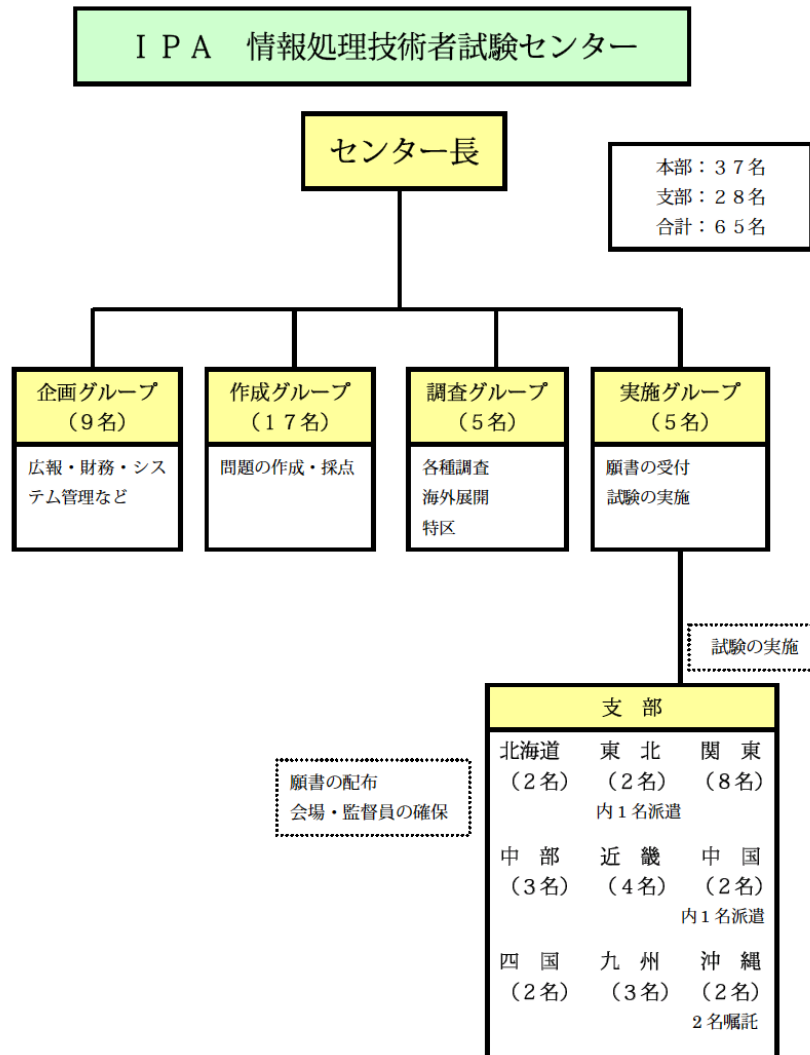 ＩＰＡ　情報処理技術者試験センター
センター長
本部：３７名
支部：２８名
合計：６５名
企画グループ
（９名）
広報・財務・シス
テム管理など
作成グループ
（１７名）
問題の作成・採点
調査グループ
（５名）
各種調査
海外展開
特区
実施グループ
（５名）
願書の受付
試験の実施
試験の実施
願書の配布
会場・監督員の確保
支　部
北海道　東　北　関　東
（２名）　（２名）　（８名）
内１名派遣
中　部　近　畿　中　国
（３名）　（４名）　（２名）
内１名派遣
四　国　九　州　沖　縄
（２名）　（３名）　（２名）
２名嘱託